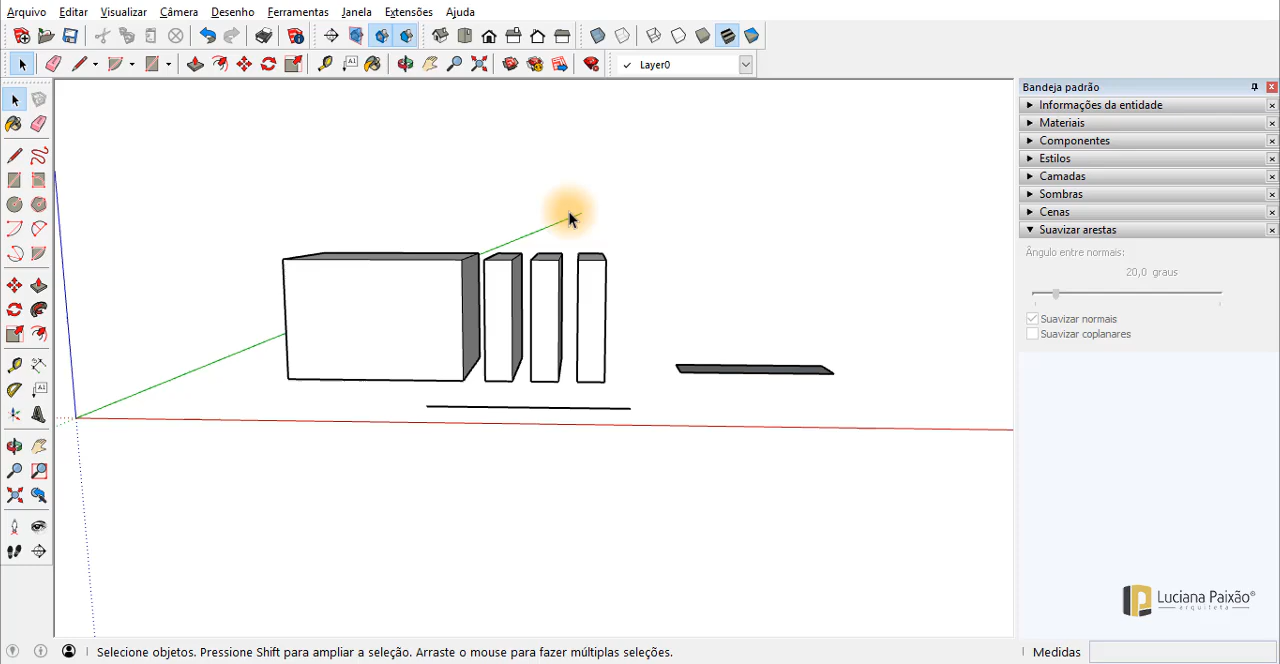 Arquivo Editar Visualizar Câmera Desenho Ferramentas Janela Extensões Ajuda
Layer0
Bandeja padrão
Informações da entidade
Materiais
Componentes
Estilos
Camadas
Sombras
Cenas
Suavizar arestas
Ângulo entre normais:
20,0 graus
Suavizar normais
Suavizar coplanares
Luciana Paixão®
arquiteta
Selecione objetos. Pressione Shift para ampliar a seleção. Arraste o mouse para fazer múltiplas seleções.
Medidas